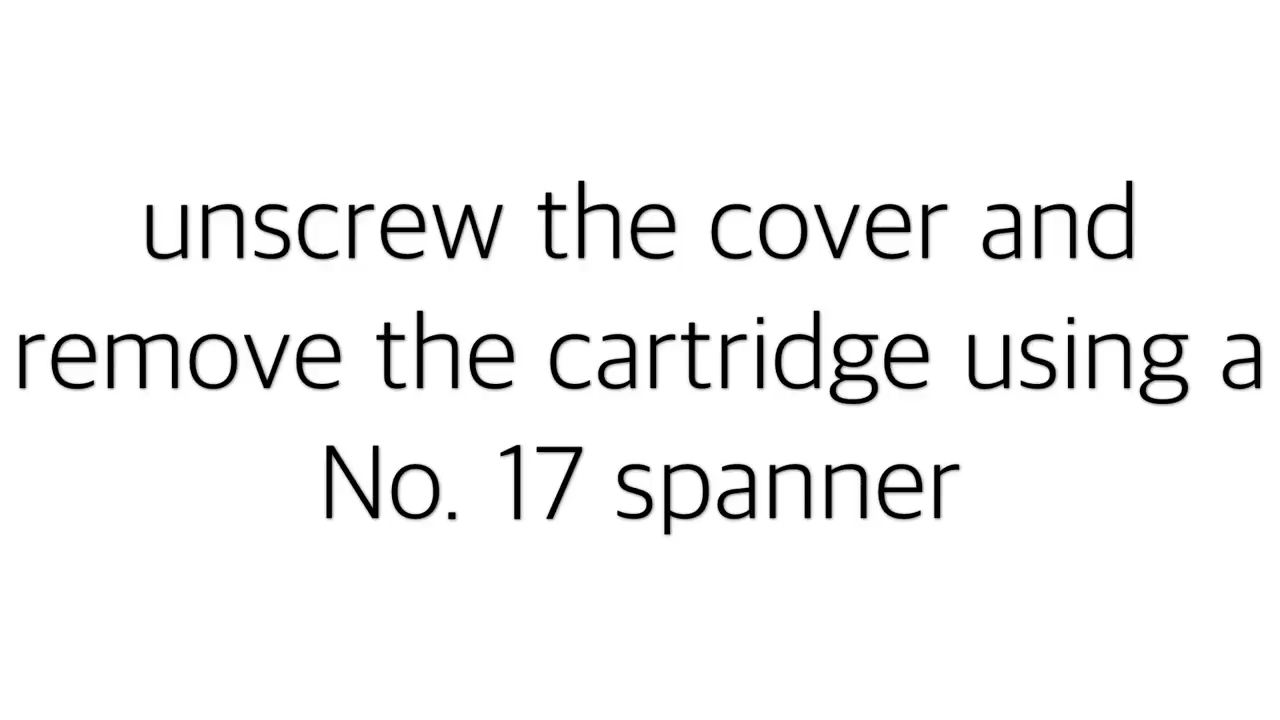 unscrew the cover and
remove the cartridge using a
No. 17 spanner